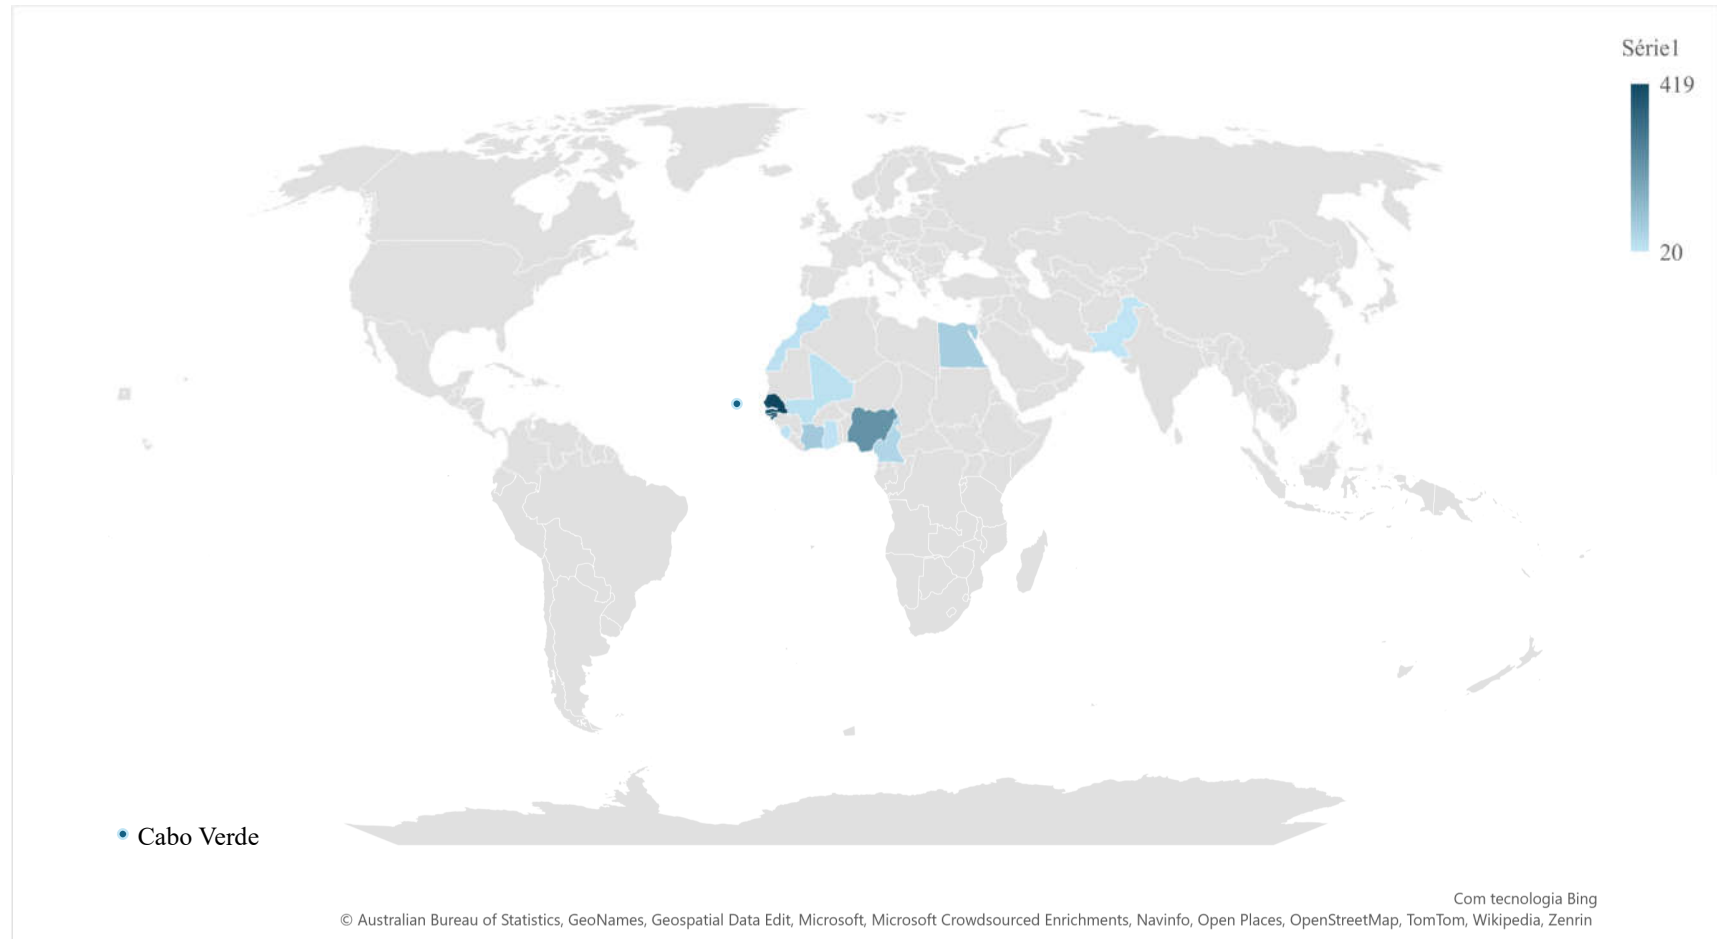 Série1
419
20
Cabo Verde
Com tecnologia Bing
© Australian Bureau of Statistics, GeoNames, Geospatial Data Edit, Microsoft, Microsoft Crowdsourced Enrichments, Navinfo, Open Places, OpenStreetMap, TomTom, Wikipedia, Zenrin